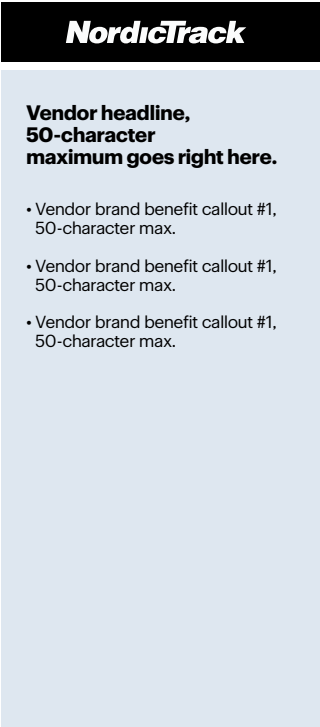 NordicTrack
Vendor headline,
50-character
maximum goes right here.
• Vendor brand benefit callout #1,
50-character max.
• Vendor brand benefit callout #1,
50-character max.
• Vendor brand benefit callout #1,
50-character max.